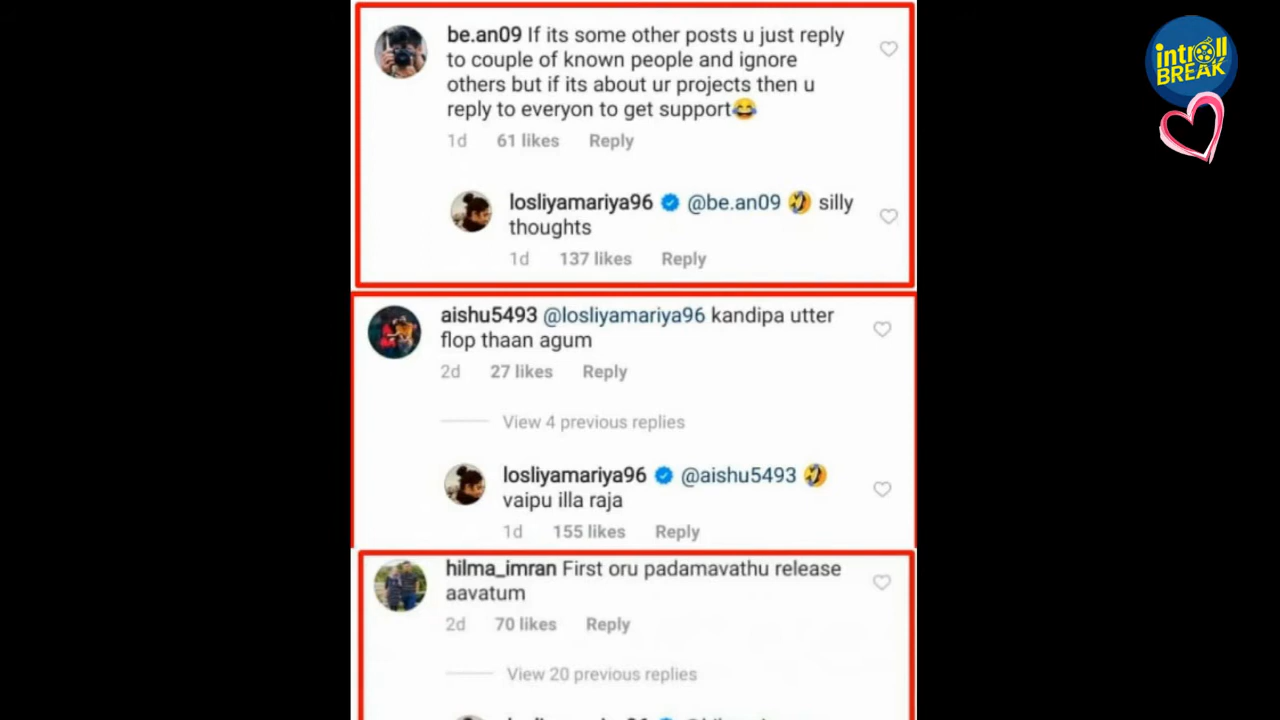 be.an09 If its some other posts u just reply
to couple of known people and ignore
others but if its about ur projects then u
reply to everyon to get support😂
1d 61 likes Reply
losliyamariya96 @be.an09 🤣 silly
thoughts
1d 137 likes Reply
aishu5493 @losliyamariya96 kandipa utter
flop thaan agum
2d 27 likes Reply
View 4 previous replies
losliyamariya96 @aishu5493 🤣
vaipu illa raja
1d 155 likes Reply
hilma_imran First oru padamavathu release
aavatum
2d 70 likes Reply
View 20 previous replies
introll
BREAK